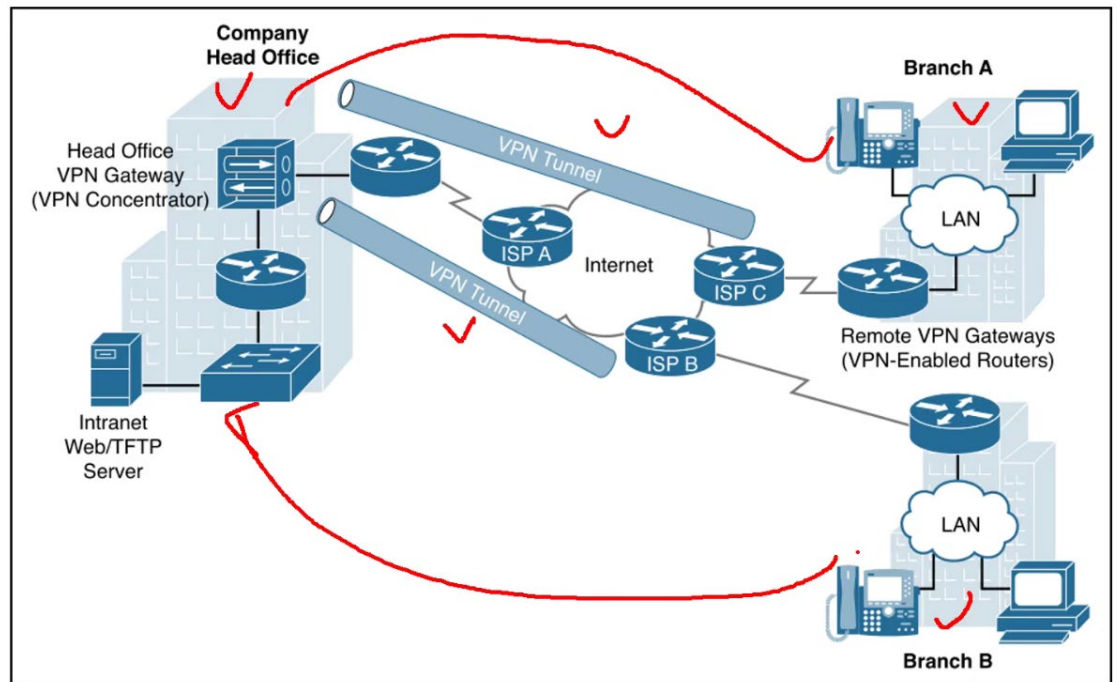 Company
Head Office
Branch A
Head Office
VPN Gateway
(VPN Concentrator)
VPN Tunnel
LAN
ISP A
Internet
ISP C
VPN Tunnel
Remote VPN Gateways
(VPN-Enabled Routers)
ISP B
Intranet
Web/TFTP
Server
LAN
Branch B